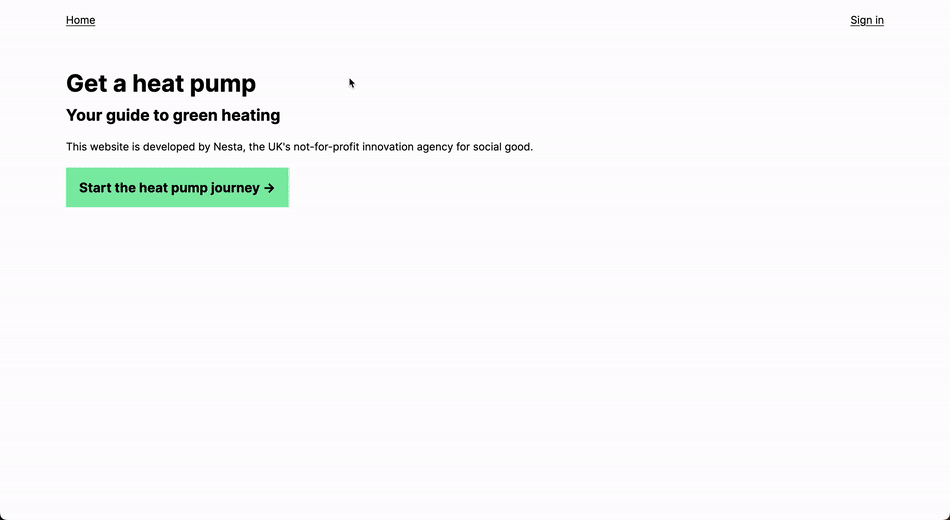 Home
Sign in
Get a heat pump
Your guide to green heating
This website is developed by Nesta, the UK's not-for-profit innovation agency for social good.
Start the heat pump journey →